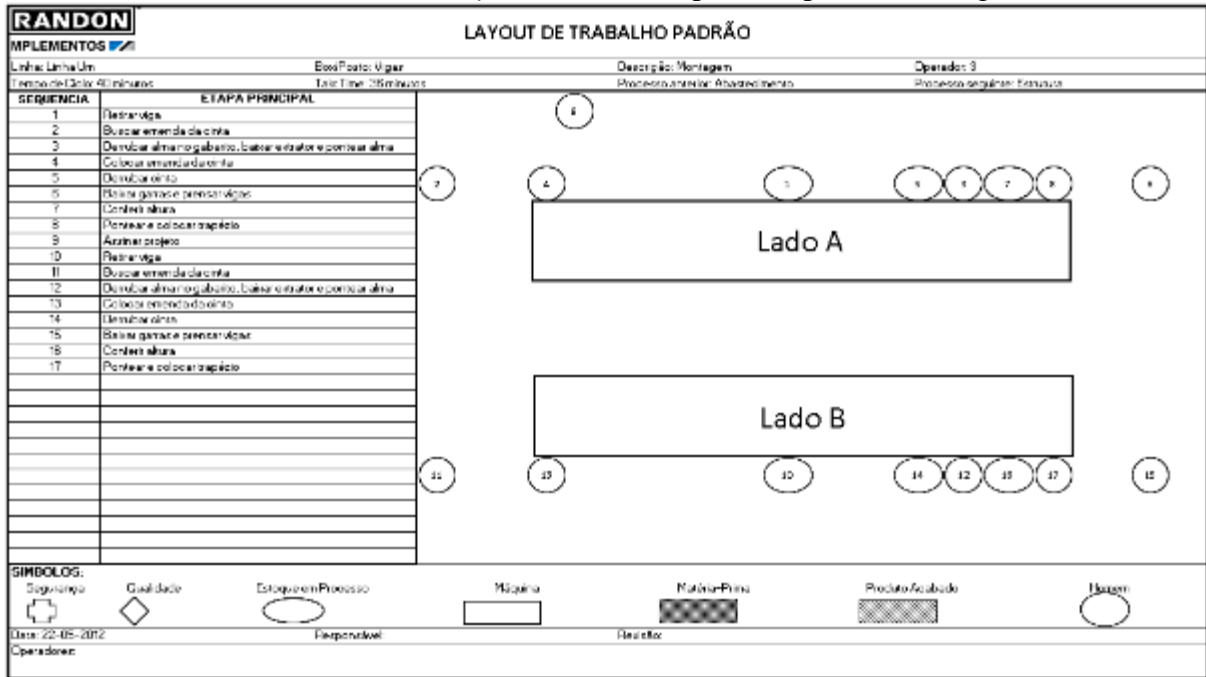 RANDON
MPLEMENTOS
LAYOUT DE TRABALHO PADRÃO
Linha: Linha Um Box/Posto: Vigas Descrição: Montagem Operador: 3
Tempo de Ciclo: 40 minutos Takt Time: 36 minutos Processo anterior: Abastecimento Processo seguinte: Estrutura
SEQUENCIA ETAPA PRINCIPAL
1 Retirar viga
2 Buscar emenda da cinta
3 Derrubar alma no gabarito, baixar extrator e pontear alma
4 Colocar emenda da cinta
5 Derrubar cinta
6 Baixar garras e prensar vigas
7 Conferir altura
8 Pontear e colocar trapézio
9 Assinar projeto
10 Retirar viga
11 Buscar emenda da cinta
12 Derrubar alma no gabarito, baixar extrator e pontear alma
13 Colocar emenda da cinta
14 Derrubar cinta
15 Baixar garras e prensar vigas
16 Conferir altura
17 Pontear e colocar trapézio
2 4 1 7 8
Lado A
Lado B
11 13 10 14 12 17 15
SIMBOLOS:
Segurança Qualidade Estoque em Processo Máquina Matéria-Prima Produto Acabado Homem
Data: 22-05-2012 Responsável: Revisão:
Operadores: